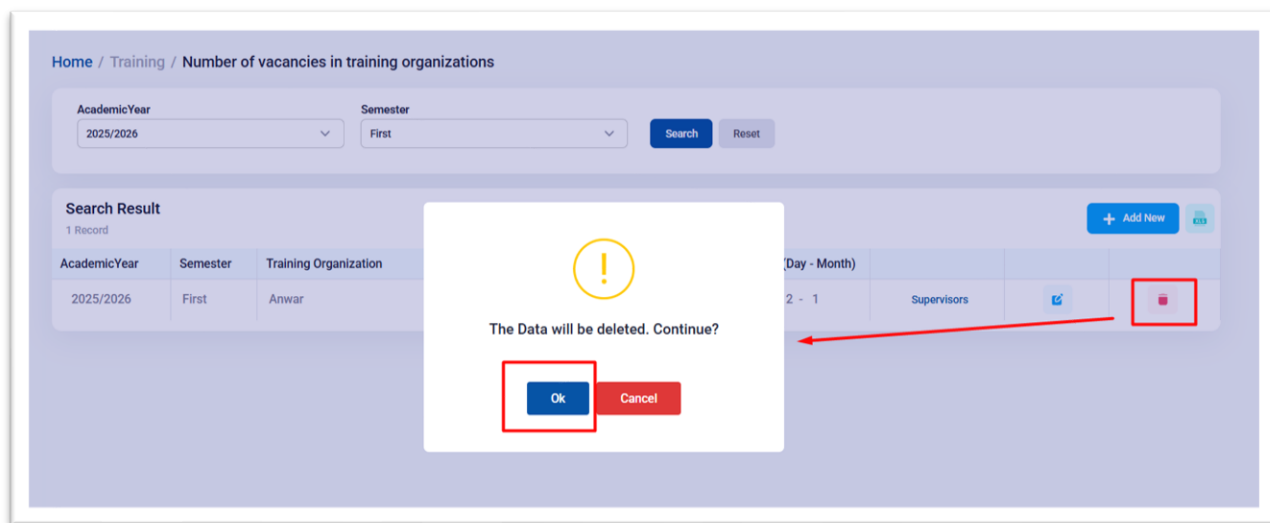 Home / Training / Number of vacancies in training organizations
AcademicYear Semester
2025/2026 First Search Reset
Search Result
1 Record
+ Add New
XLS
AcademicYear Semester Training Organization (Day - Month)
2025/2026 First Anwar 2 - 1 Supervisors
The Data will be deleted. Continue?
Ok Cancel